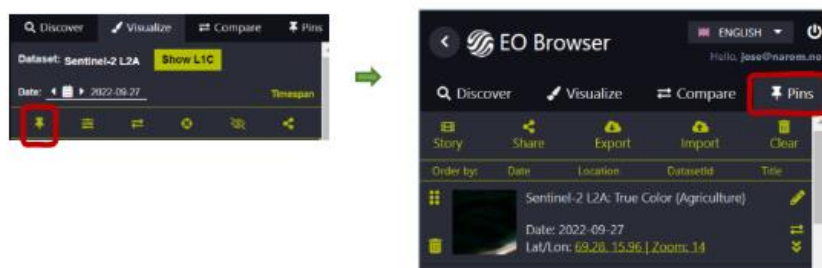 Discover Visualize Compare Pins
Dataset: Sentinel-2 L2A Show L1C
Date: 2022-09-27 Timespan
EO Browser
ENGLISH
Hello, jose@narom.no
Discover Visualize Compare Pins
Story Share Export Import Clear
Order by: Date Location DatasetId Title
Sentinel-2 L2A: True Color (Agriculture)
Date: 2022-09-27
Lat/Lon: 69.28, 15.96 | Zoom: 14